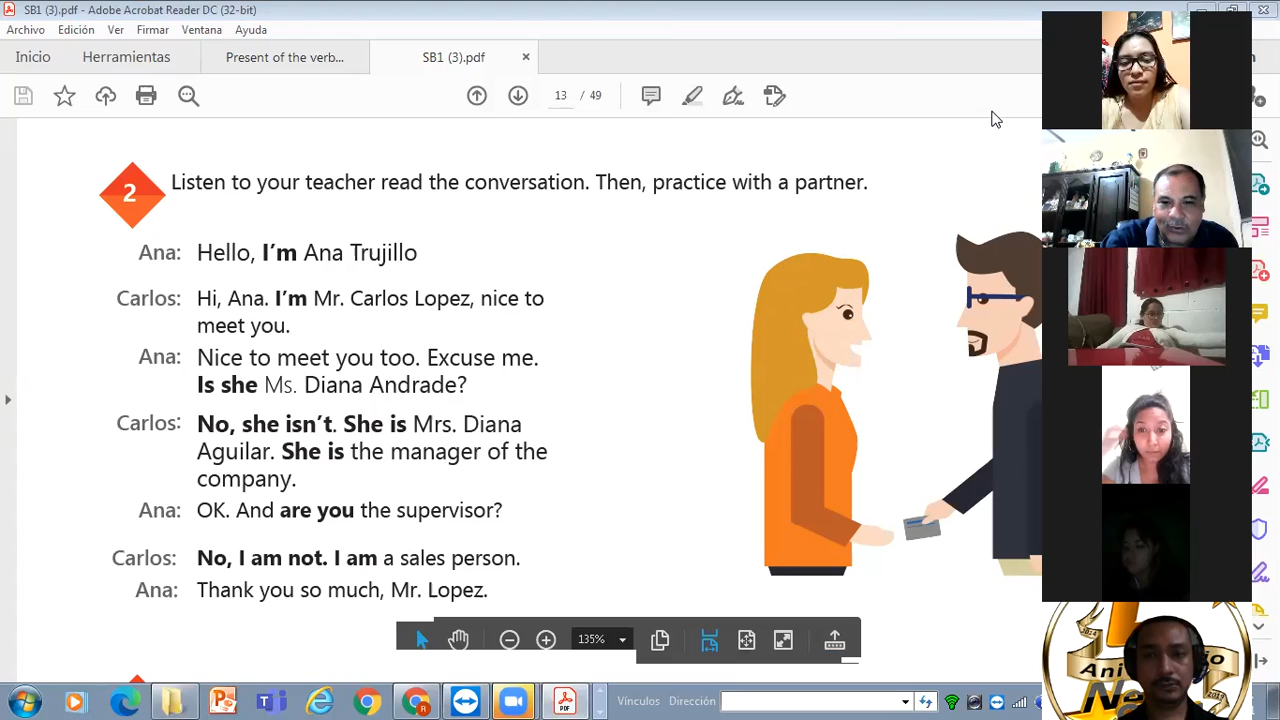 SB1 (3).pdf - Adobe Acrobat Reader DC (32-bit)
Archivo Edición Ver Firmar Ventana Ayuda
Inicio Herramientas Present of the verb... SB1 (3).pdf ×
13 / 49
2 Listen to your teacher read the conversation. Then, practice with a partner.
Ana: Hello, I'm Ana Trujillo
Carlos: Hi, Ana. I'm Mr. Carlos Lopez, nice to
meet you.
Ana: Nice to meet you too. Excuse me.
Is she Ms. Diana Andrade?
Carlos: No, she isn't. She is Mrs. Diana
Aguilar. She is the manager of the
company.
Ana: OK. And are you the supervisor?
Carlos: No, I am not. I am a sales person.
Ana: Thank you so much, Mr. Lopez.
135%
Vínculos Dirección